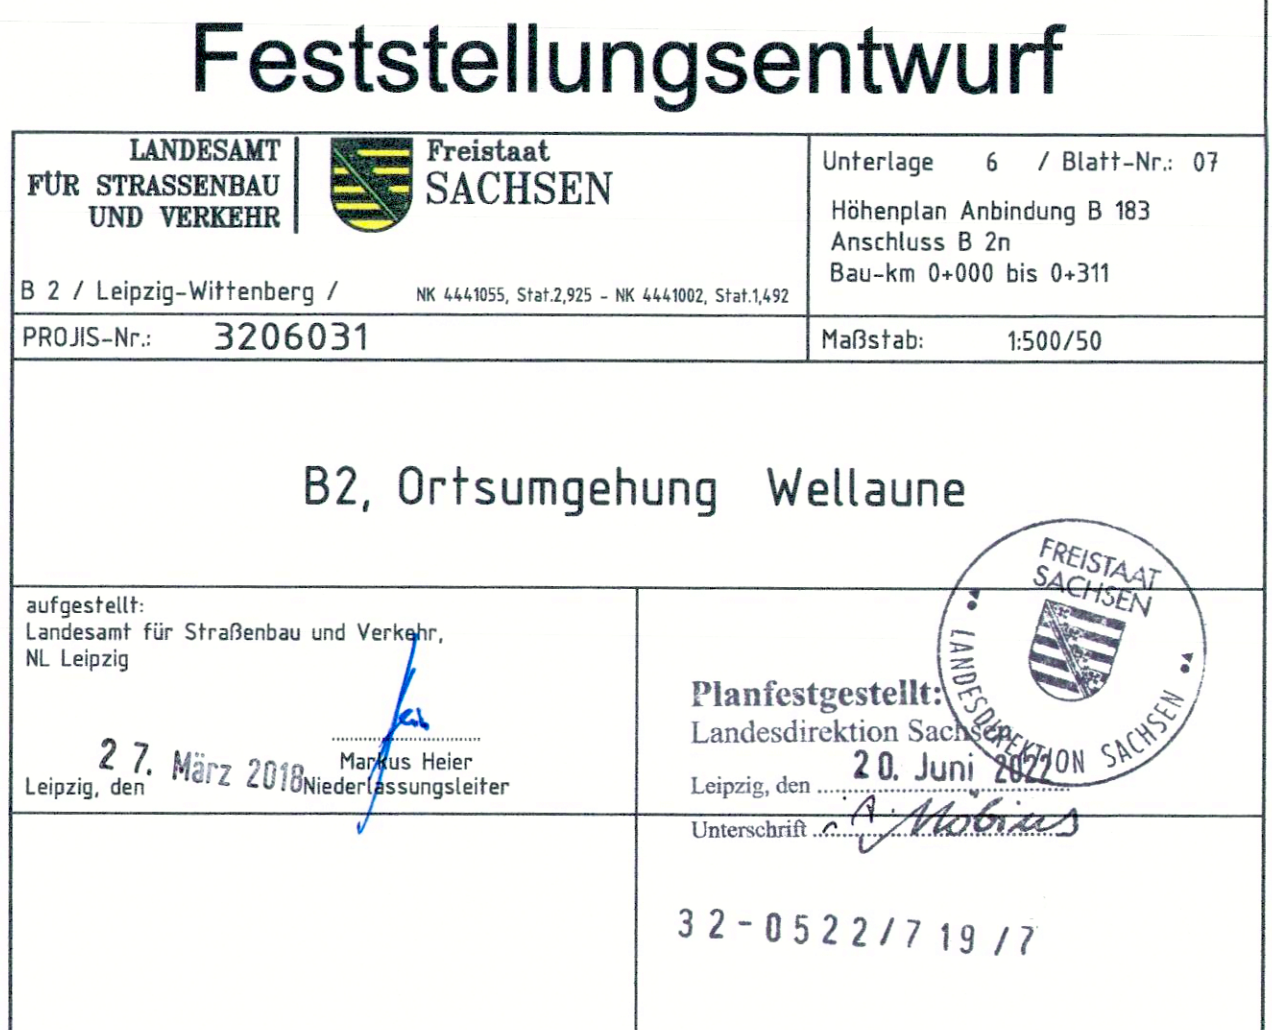 Feststellungsentwurf
LANDESAMT
FÜR STRASSENBAU
UND VERKEHR
Freistaat
SACHSEN
B 2 / Leipzig-Wittenberg /
NK 4441055, Stat.2,925 - NK 4441002, Stat.1,492
Unterlage 6 / Blatt-Nr.: 07
Höhenplan Anbindung B 183
Anschluss B 2n
Bau-km 0+000 bis 0+311
PROJIS-Nr.: 3206031
Maßstab: 1:500/50
B2, Ortsumgehung Wellaune
aufgestellt:
Landesamt für Straßenbau und Verkehr,
NL Leipzig
27. März 2018
Leipzig, den
Markus Heier
Niederlassungsleiter
FREISTAAT
SACHSEN
LANDESDIREKTION SACHSEN
Planfestgestellt:
Landesdirektion Sachsen
Leipzig, den 20. Juni 2022
Unterschrift Möbius
32-0522/719/7